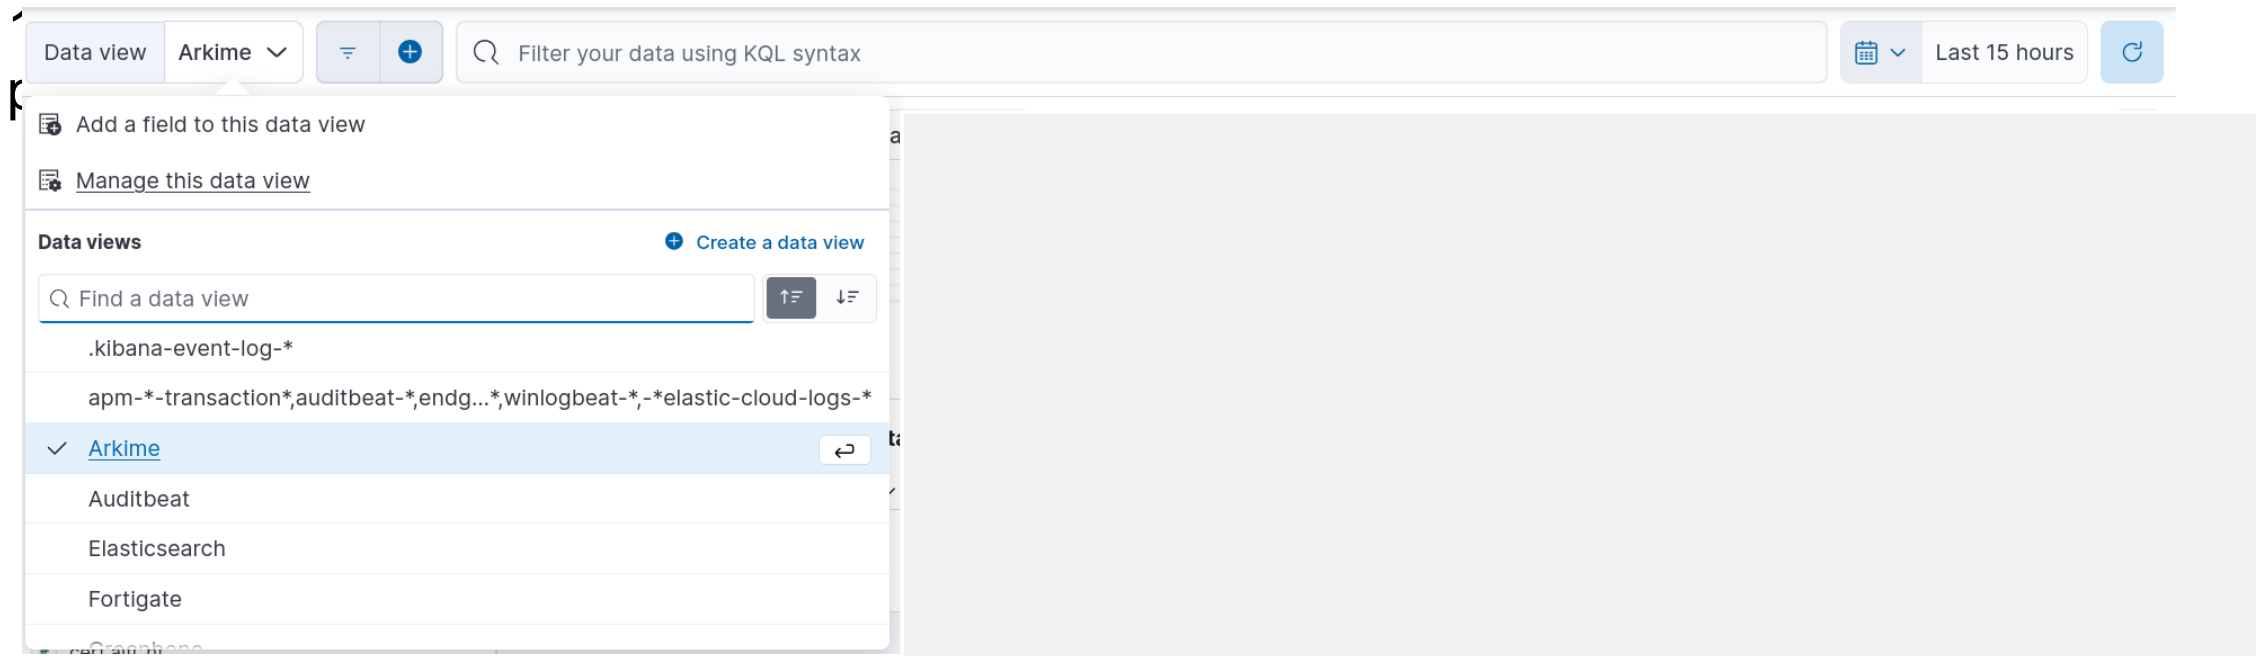 Data view Arkime Filter your data using KQL syntax Last 15 hours
Add a field to this data view
Manage this data view
Data views Create a data view
Find a data view
.kibana-event-log-*
apm-*-transaction*,auditbeat-*,endg...*,winlogbeat-*,-*elastic-cloud-logs-*
Arkime
Auditbeat
Elasticsearch
Fortigate